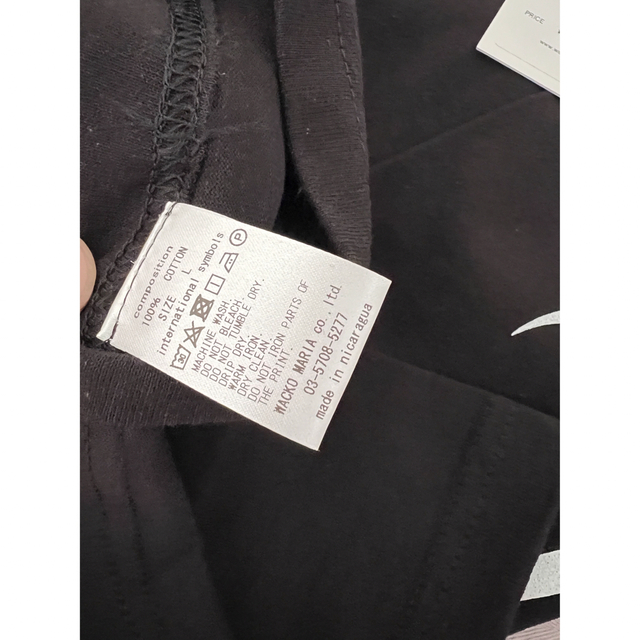 PRICE
composition
100% COTTON
SIZE L
international symbols
30 P
MACHINE WASH.
DO NOT BLEACH.
DO NOT TUMBLE DRY.
DRIP DRY.
WARM IRON.
DRY CLEAN.
DO NOT IRON PARTS OF
THE PRINT.
WACKO MARIA co., ltd.
03-5708-5277
made in nicaragua